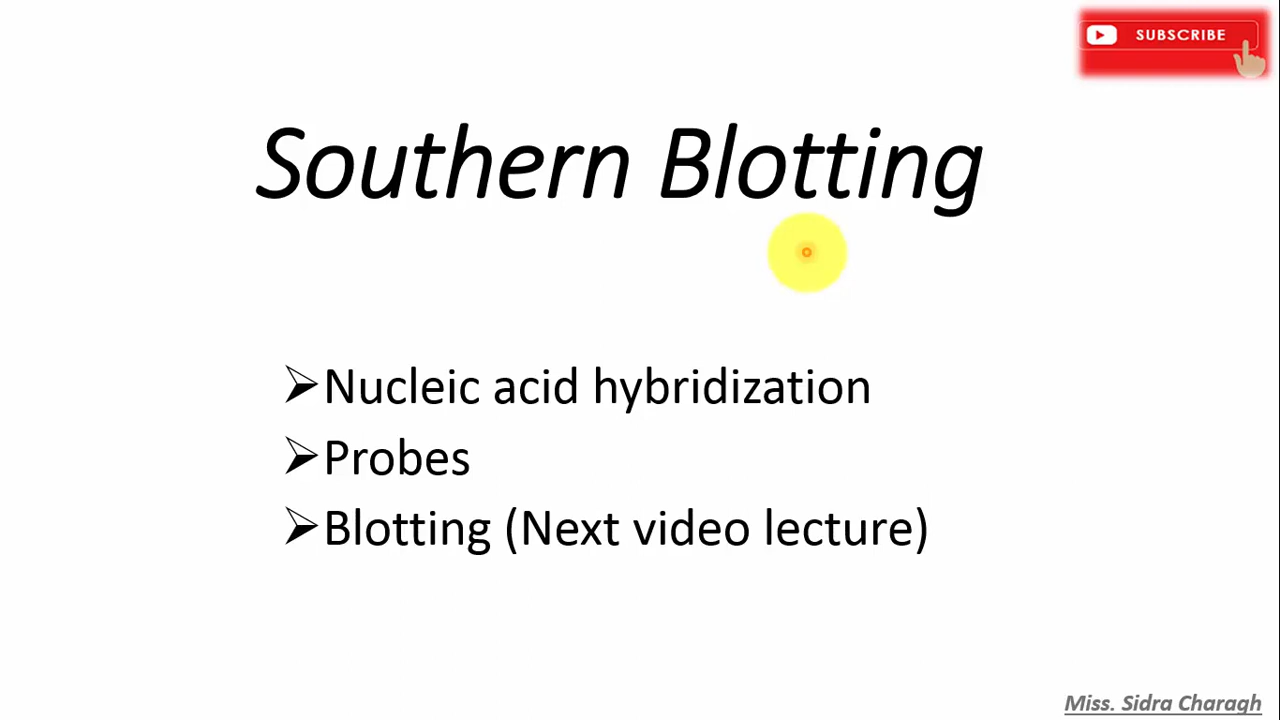 SUBSCRIBE
Southern Blotting
➢Nucleic acid hybridization
➢Probes
➢Blotting (Next video lecture)
Miss. Sidra Charagh